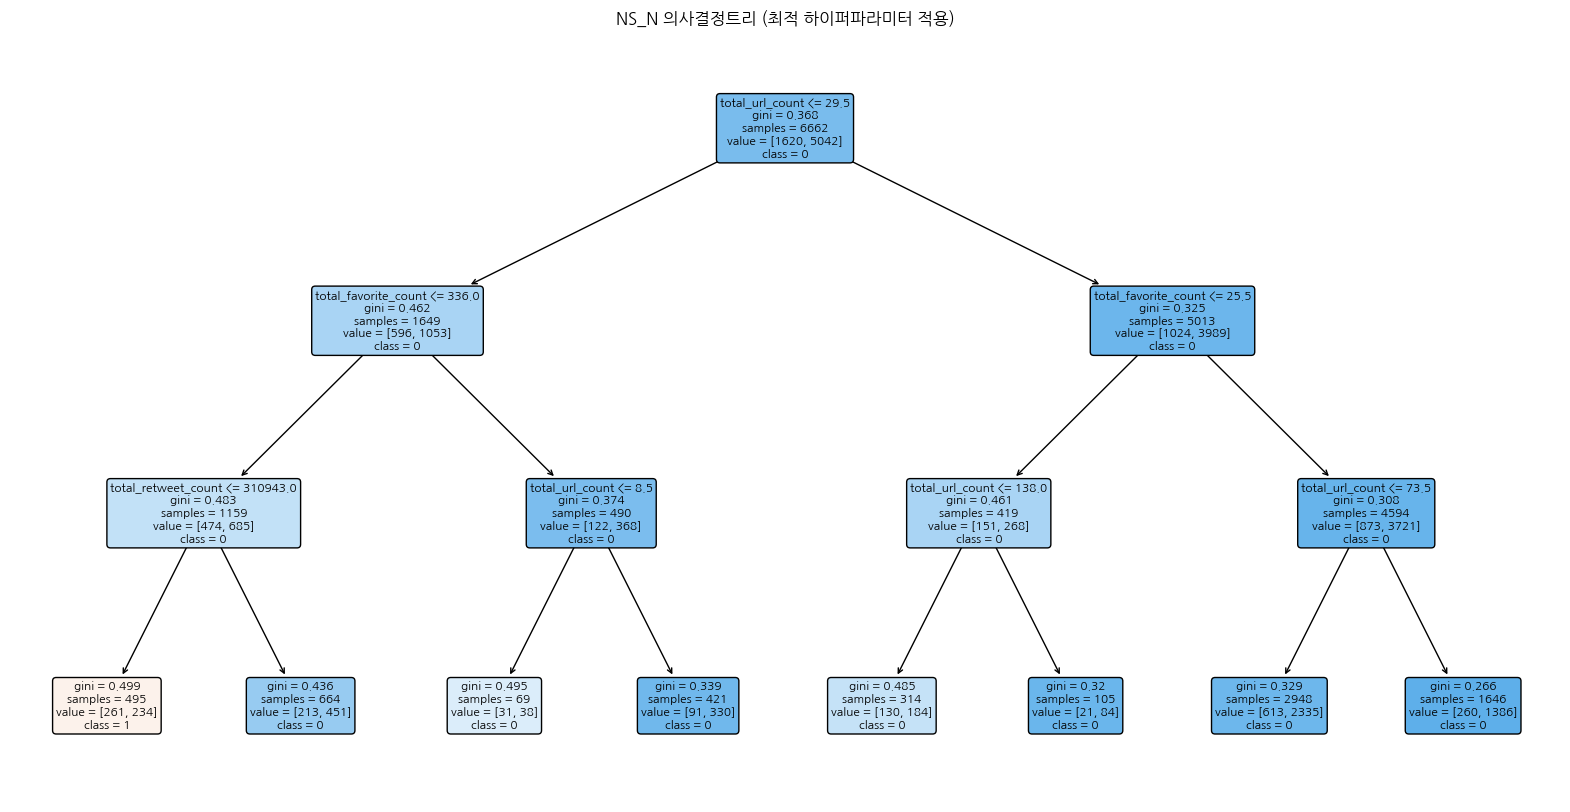 NS_N 의사결정트리 (최적 하이퍼파라미터 적용)
total_url_count <= 29.5
gini = 0.368
samples = 6662
value = [1620, 5042]
class = 0
total_favorite_count <= 336.0
gini = 0.462
samples = 1649
value = [596, 1053]
class = 0
total_favorite_count <= 25.5
gini = 0.325
samples = 5013
value = [1024, 3989]
class = 0
total_retweet_count <= 310943.0
gini = 0.483
samples = 1159
value = [474, 685]
class = 0
total_url_count <= 8.5
gini = 0.374
samples = 490
value = [122, 368]
class = 0
total_url_count <= 138.0
gini = 0.461
samples = 419
value = [151, 268]
class = 0
total_url_count <= 73.5
gini = 0.308
samples = 4594
value = [873, 3721]
class = 0
gini = 0.499
samples = 495
value = [261, 234]
class = 1
gini = 0.436
samples = 664
value = [213, 451]
class = 0
gini = 0.495
samples = 69
value = [31, 38]
class = 0
gini = 0.339
samples = 421
value = [91, 330]
class = 0
gini = 0.485
samples = 314
value = [130, 184]
class = 0
gini = 0.32
samples = 105
value = [21, 84]
class = 0
gini = 0.329
samples = 2948
value = [613, 2335]
class = 0
gini = 0.266
samples = 1646
value = [260, 1386]
class = 0